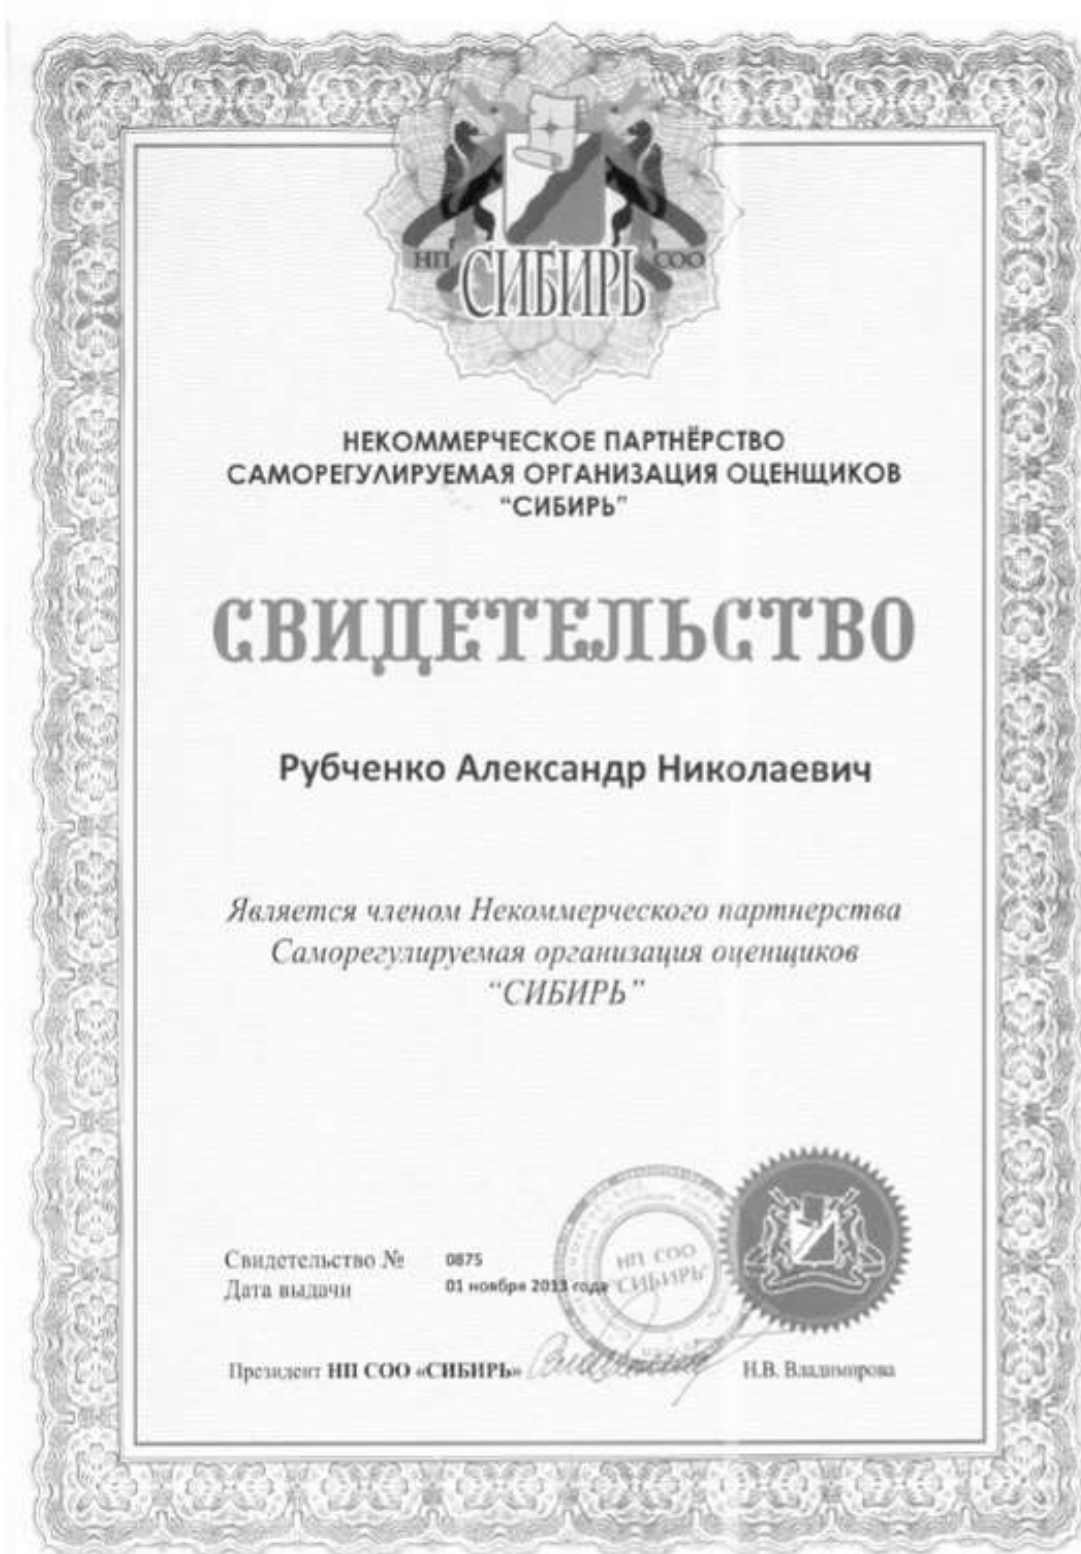 НП СИБИРЬ СОО
НЕКОММЕРЧЕСКОЕ ПАРТНЁРСТВО
САМОРЕГУЛИРУЕМАЯ ОРГАНИЗАЦИЯ ОЦЕНЩИКОВ
“СИБИРЬ”
СВИДЕТЕЛЬСТВО
Рубченко Александр Николаевич
Является членом Некоммерческого партнерства
Саморегулируемая организация оценщиков
“СИБИРЬ”
Свидетельство № 0875
Дата выдачи 01 ноября 2013 года
НП СОО
"СИБИРЬ"
Президент НП СОО «СИБИРЬ» Н.В. Владимирова